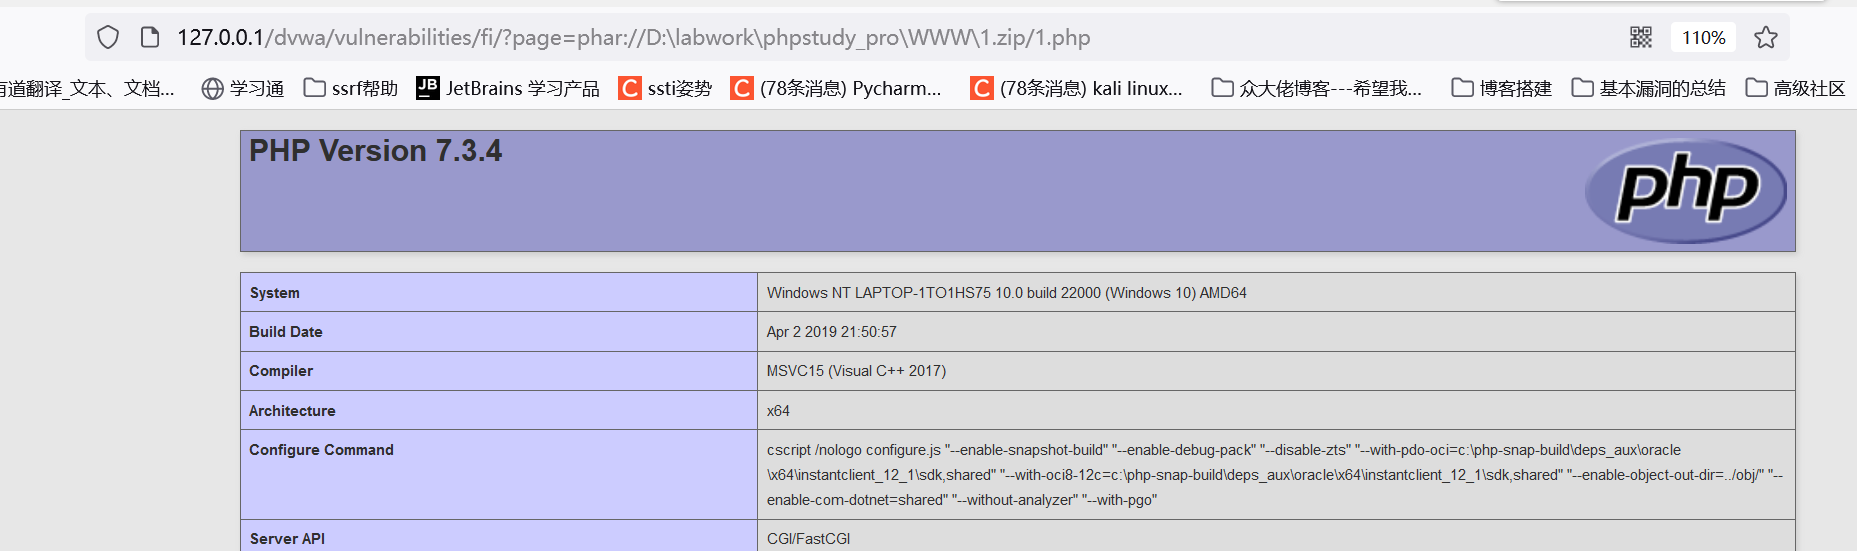 127.0.0.1/dvwa/vulnerabilities/fi/?page=phar://D:\labwork\phpstudy_pro\WWW\1.zip/1.php 110%
有道翻译_文本、文档... 学习通 ssrf帮助 JB JetBrains 学习产品 C ssti姿势 C (78条消息) Pycharm... C (78条消息) kali linux... 众大佬博客---希望我... 博客搭建 基本漏洞的总结 高级社区
PHP Version 7.3.4 php
System Windows NT LAPTOP-1TO1HS75 10.0 build 22000 (Windows 10) AMD64
Build Date Apr 2 2019 21:50:57
Compiler MSVC15 (Visual C++ 2017)
Architecture x64
Configure Command cscript /nologo configure.js "--enable-snapshot-build" "--enable-debug-pack" "--disable-zts" "--with-pdo-oci=c:\php-snap-build\deps_aux\oracle
\x64\instantclient_12_1\sdk,shared" "--with-oci8-12c=c:\php-snap-build\deps_aux\oracle\x64\instantclient_12_1\sdk,shared" "--enable-object-out-dir=../obj/" "--
enable-com-dotnet=shared" "--without-analyzer" "--with-pgo"
Server API CGI/FastCGI